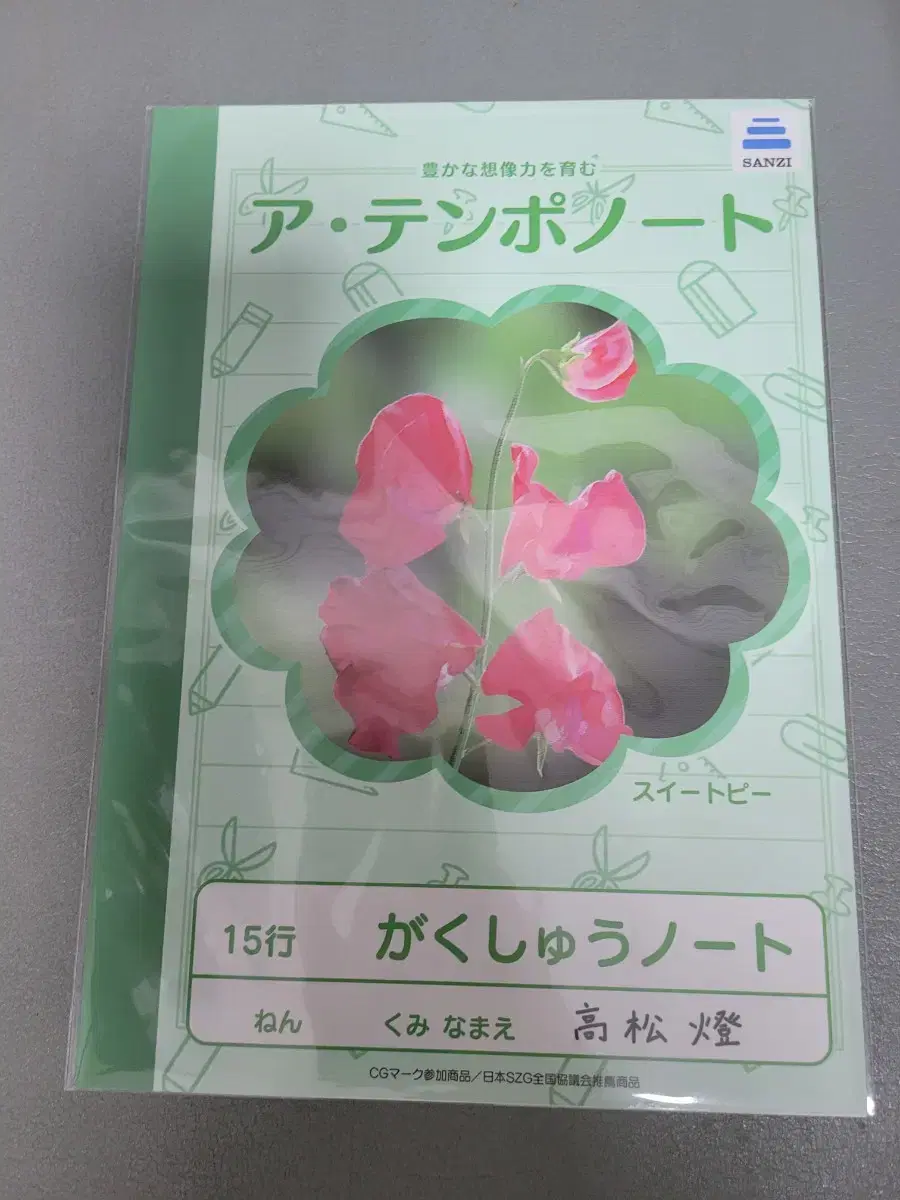 SANZI
豊かな想像力を育む
ア・テンポノート
スイートピー
15行 がくしゅうノート
ねん くみ なまえ 高松燈
CGマーク参加商品／日本SZG全国協議会推薦商品